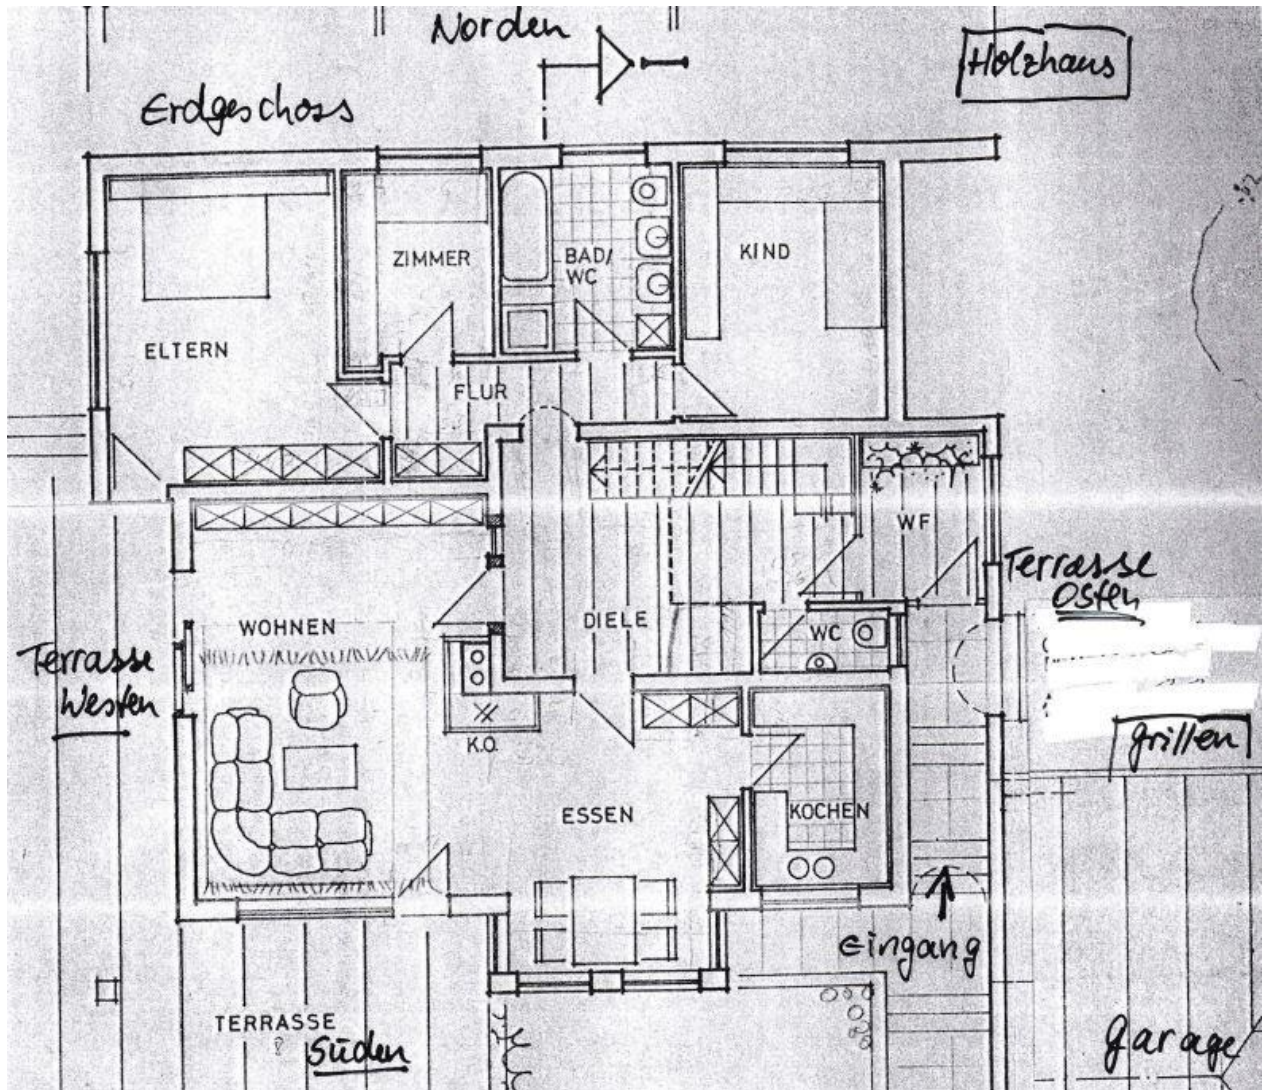 Norden
Holzhaus
Erdgeschoss
ZIMMER
BAD/
WC
KIND
ELTERN
FLUR
WF
Terrasse
Osten
WOHNEN
DIELE
WC
Terrasse
Westen
K.O.
grillen
ESSEN
KOCHEN
Eingang
TERRASSE
?
Süden
garage